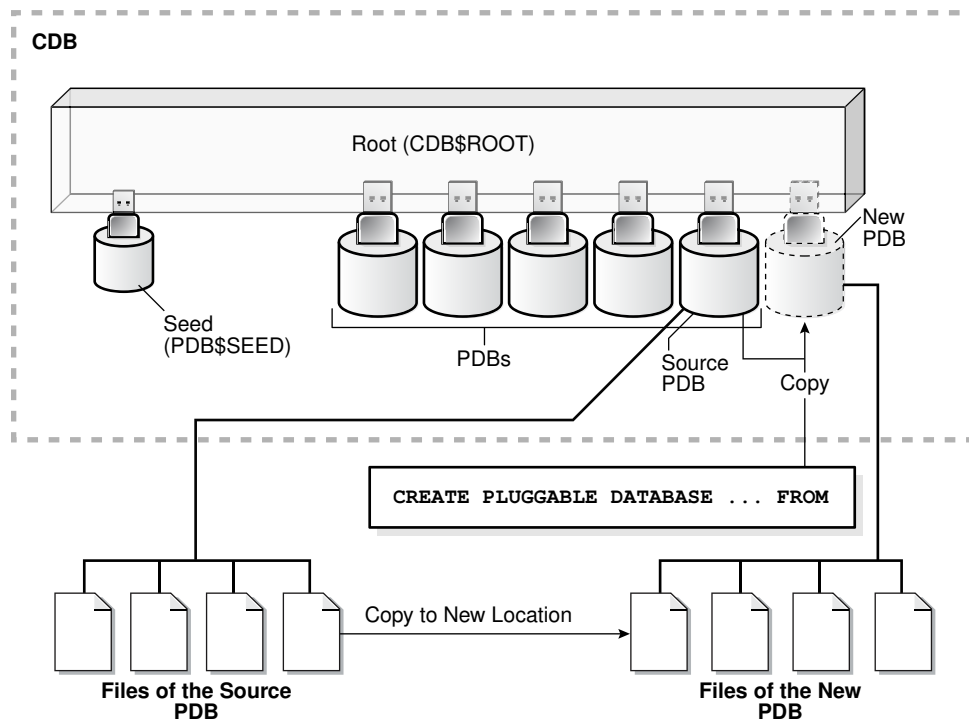 CDB
Root (CDB$ROOT)
New
PDB
Seed
(PDB$SEED)
PDBs
Source
PDB
Copy
CREATE PLUGGABLE DATABASE ... FROM
Copy to New Location
Files of the Source
PDB
Files of the New
PDB